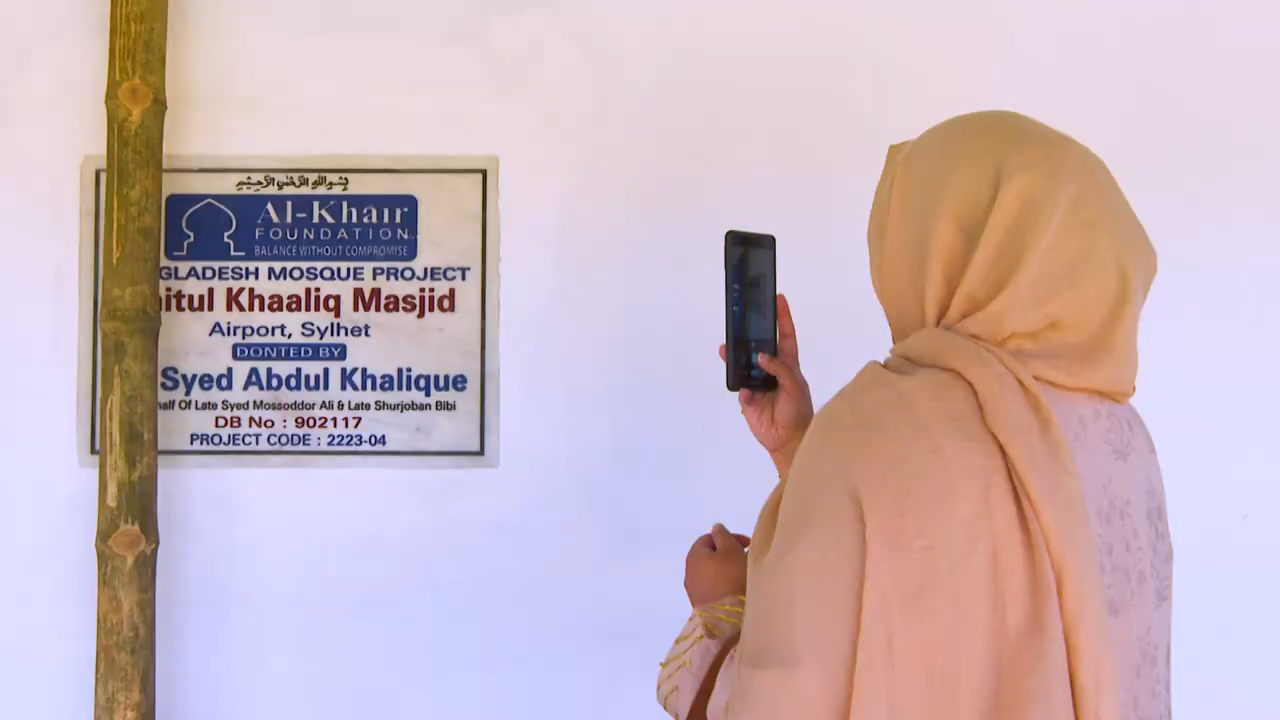 بِسْمِ اللهِ الرَّحْمٰنِ الرَّحِيْمِ
Al-Khair
FOUNDATION
BALANCE WITHOUT COMPROMISE
GLADESH MOSQUE PROJECT
itul Khaaliq Masjid
Airport, Sylhet
DONTED BY
Syed Abdul Khalique
half Of Late Syed Mossoddor Ali & Late Shurjoban Bibi
DB No : 902117
PROJECT CODE : 2223-04